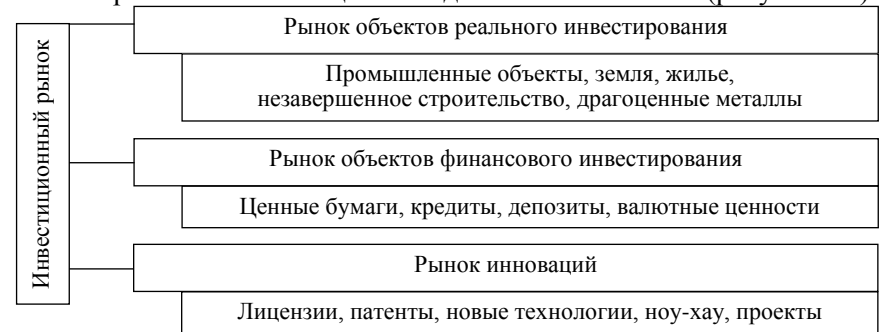 Рынок объектов реального инвестирования
Промышленные объекты, земля, жилье,
незавершенное строительство, драгоценные металлы
Инвестиционный рынок
Рынок объектов финансового инвестирования
Ценные бумаги, кредиты, депозиты, валютные ценности
Рынок инноваций
Лицензии, патенты, новые технологии, ноу-хау, проекты